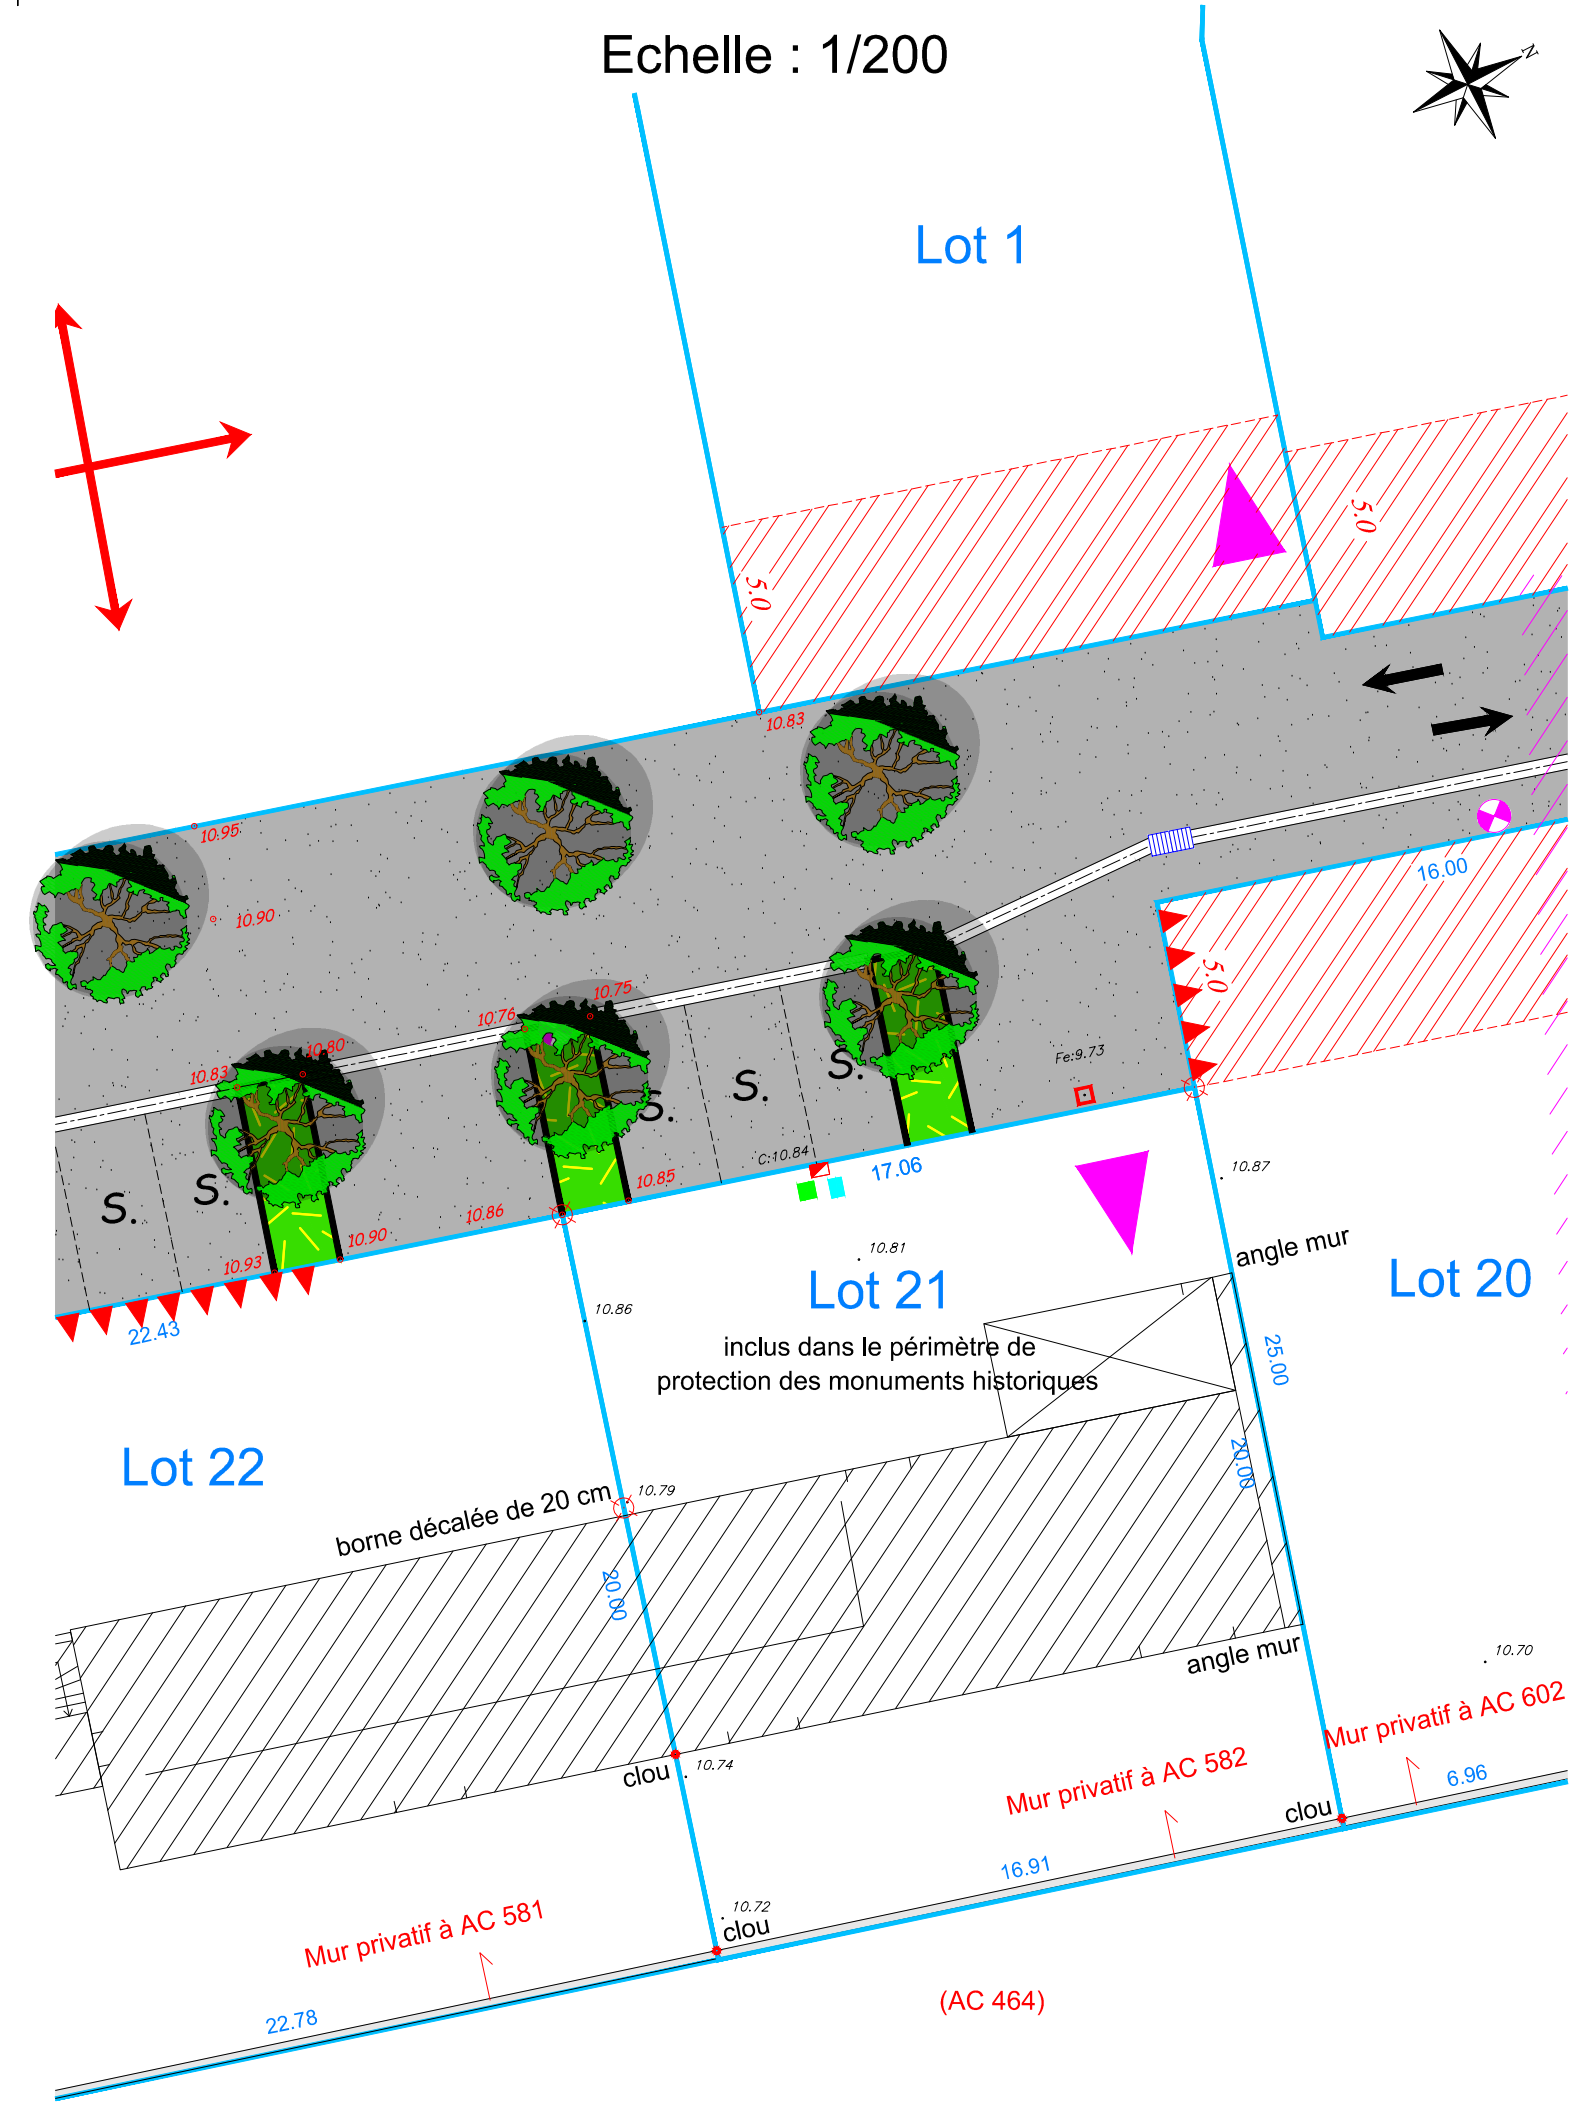 Echelle : 1/200
N
Lot 1
5.0
5.0
10.83
10.95
10.90
16.00
10.75
10.76
5.0
10.80
10.83
Fe:9.73
S.
S.
S.
S.
S.
C:10.84
17.06
10.87
10.85
10.86
10.90
10.93
22.43
10.81
angle mur
Lot 21
Lot 20
10.86
inclus dans le périmètre de
protection des monuments historiques
25.00
Lot 22
20.00
10.79
borne décalée de 20 cm
20.00
angle mur
10.70
Mur privatif à AC 602
10.74
clou
Mur privatif à AC 582
6.96
clou
16.91
10.72
clou
Mur privatif à AC 581
(AC 464)
22.78